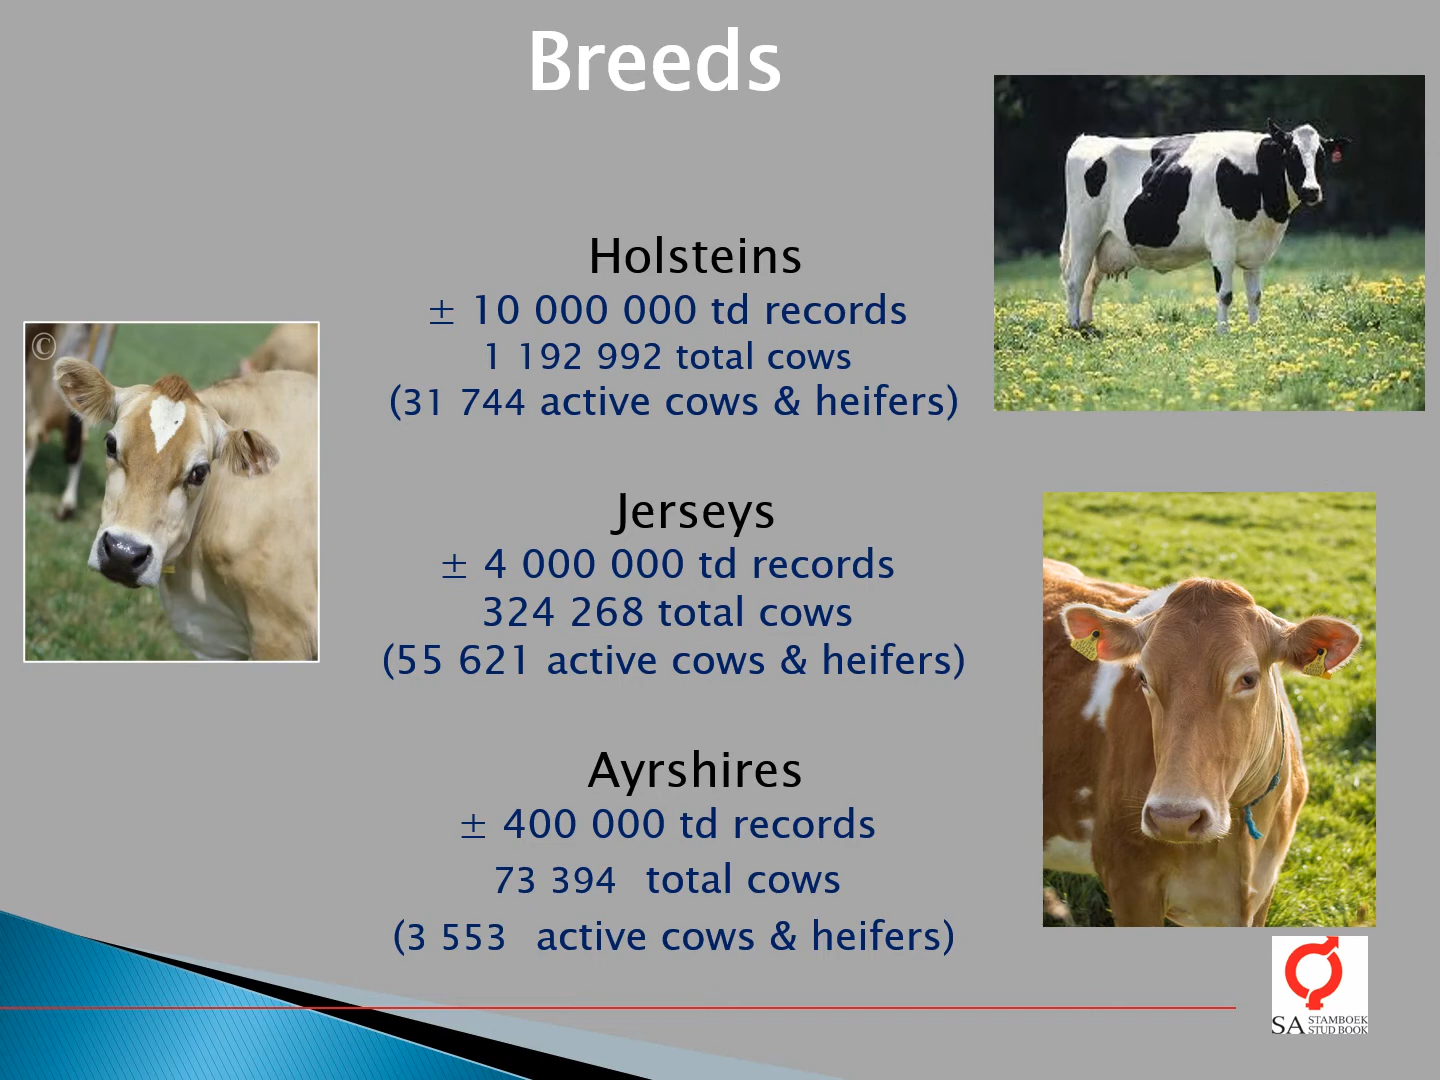 Breeds
Holsteins
± 10 000 000 td records
1 192 992 total cows
(31 744 active cows & heifers)
Jerseys
± 4 000 000 td records
324 268 total cows
(55 621 active cows & heifers)
Ayrshires
± 400 000 td records
73 394 total cows
(3 553 active cows & heifers)
©
SA STAMBOEK
STUD BOOK